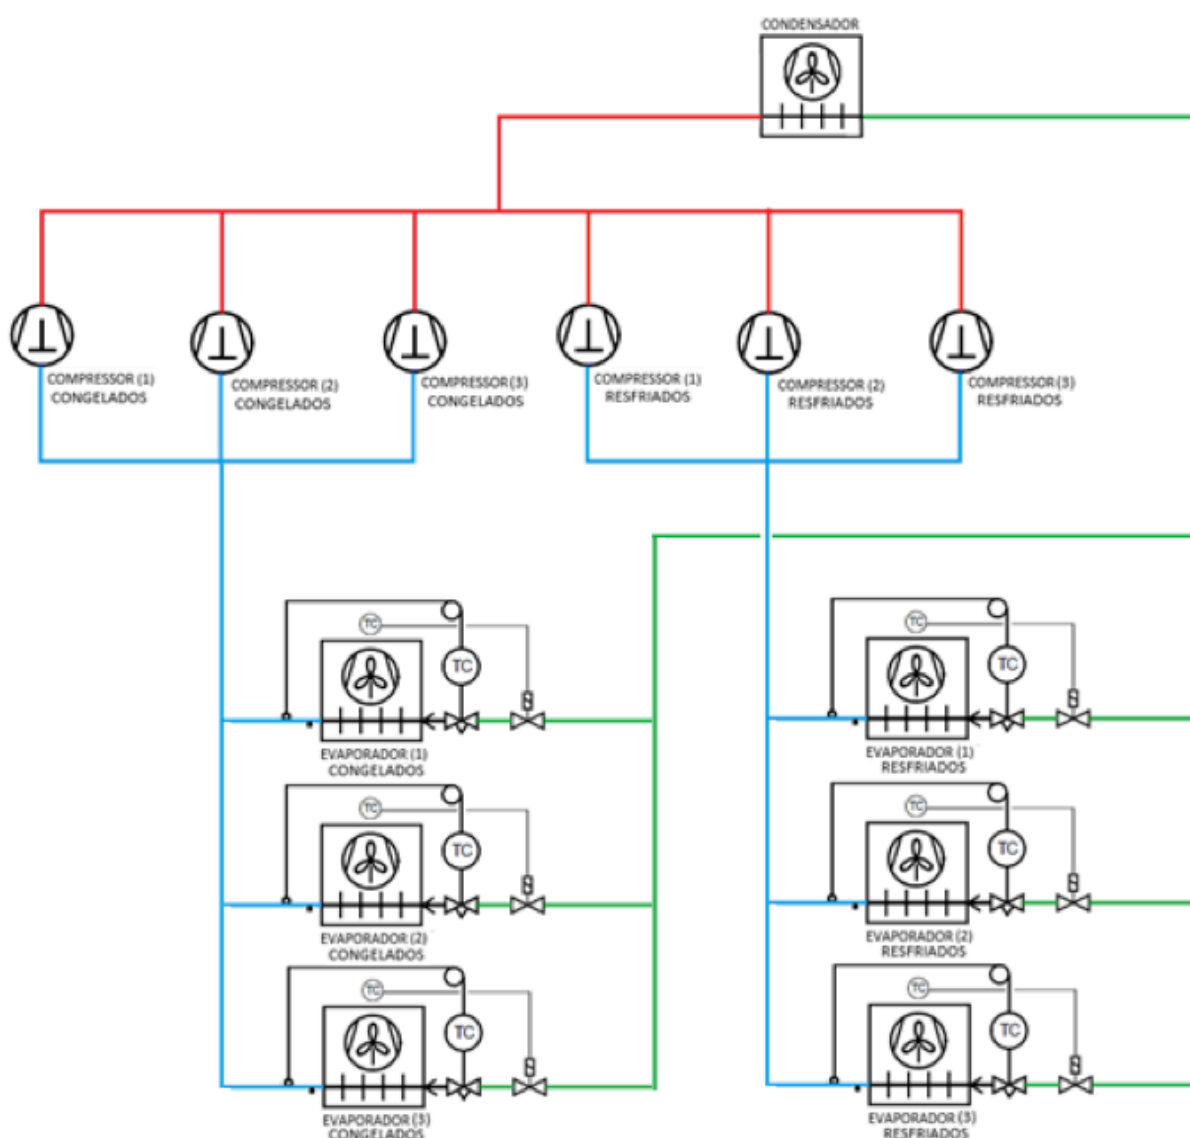 CONDENSADOR
COMPRESSOR (1)
CONGELADOS
COMPRESSOR (2)
CONGELADOS
COMPRESSOR (3)
CONGELADOS
COMPRESSOR (1)
RESFRIADOS
COMPRESSOR (2)
RESFRIADOS
COMPRESSOR (3)
RESFRIADOS
TC
TC
EVAPORADOR (1)
CONGELADOS
TC
TC
EVAPORADOR (1)
RESFRIADOS
TC
TC
EVAPORADOR (2)
CONGELADOS
TC
TC
EVAPORADOR (2)
RESFRIADOS
TC
TC
EVAPORADOR (3)
CONGELADOS
TC
TC
EVAPORADOR (3)
RESFRIADOS